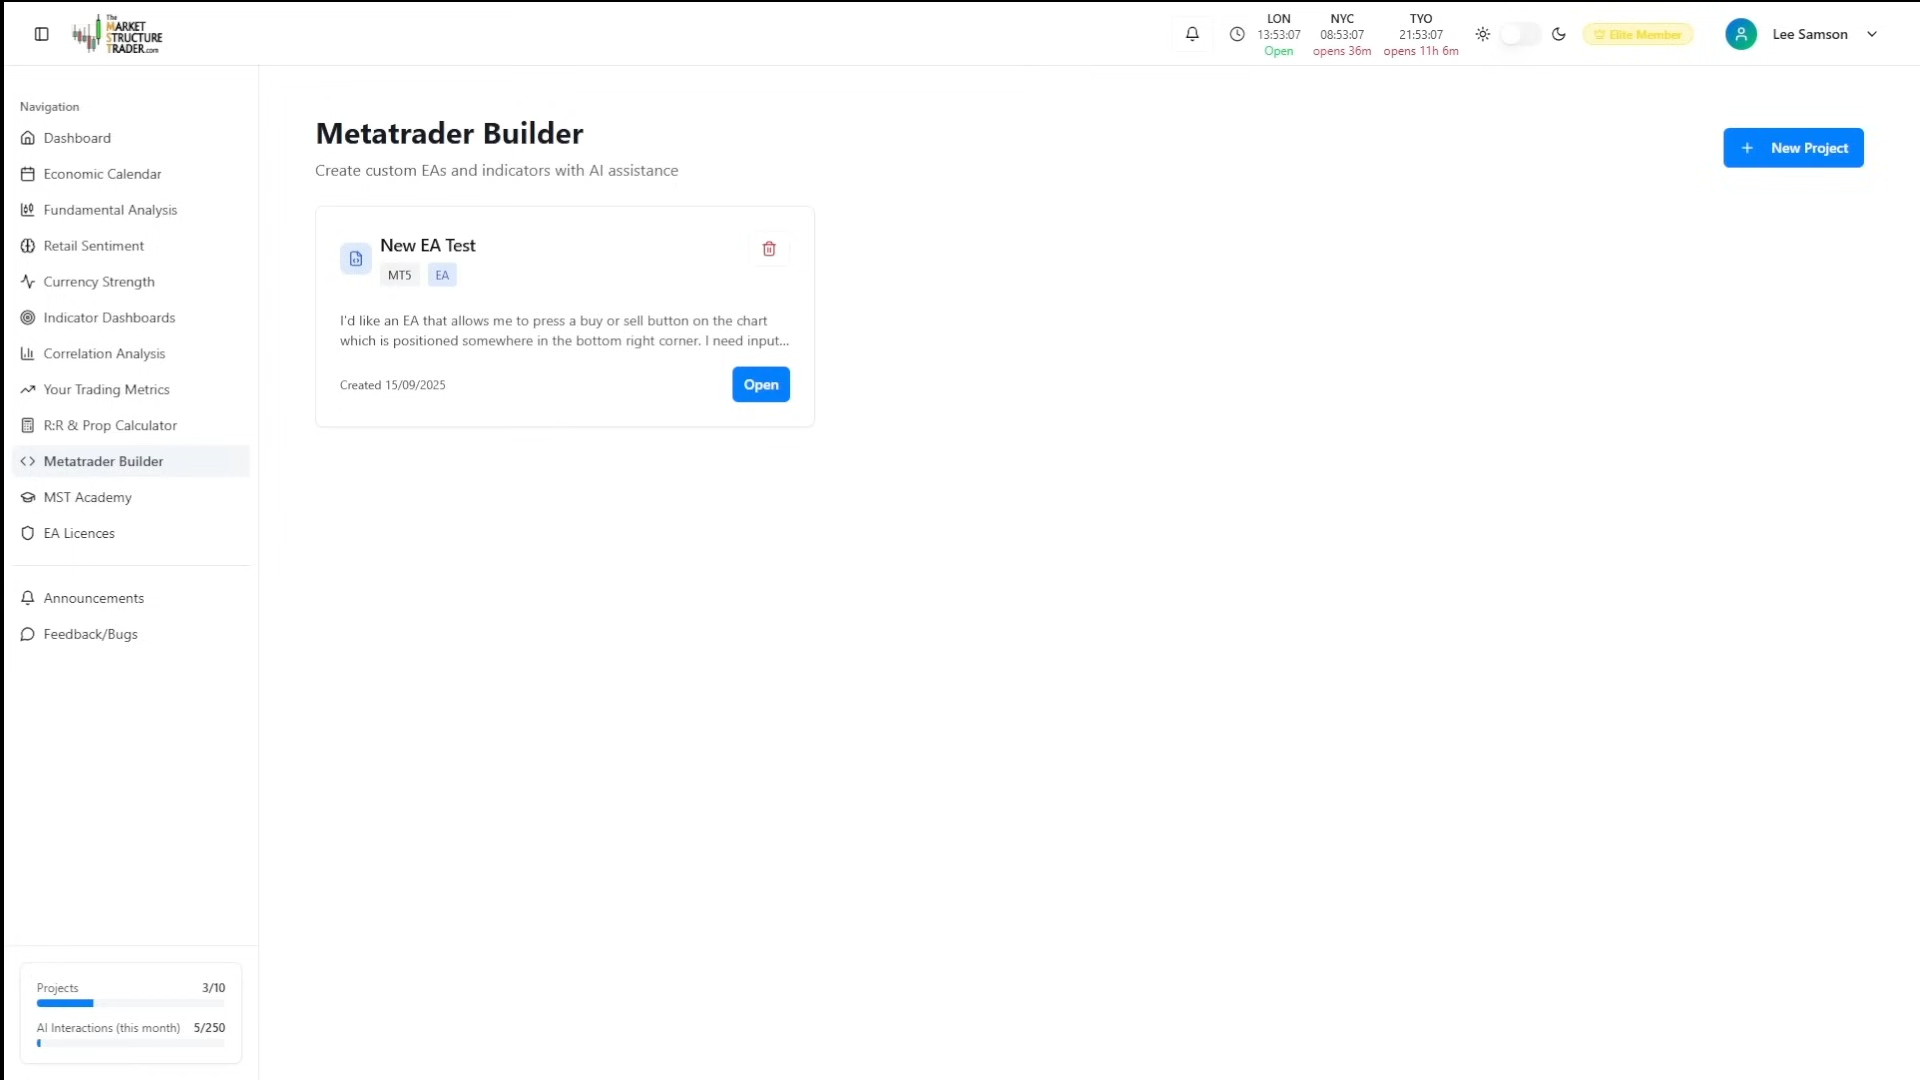 The
MARKET
STRUCTURE
TRADER.com
LON
13:53:07
Open
NYC
08:53:07
opens 36m
TYO
21:53:07
opens 11h 6m
Elite Member
Lee Samson
Navigation
Dashboard
Economic Calendar
Fundamental Analysis
Retail Sentiment
Currency Strength
Indicator Dashboards
Correlation Analysis
Your Trading Metrics
R:R & Prop Calculator
Metatrader Builder
MST Academy
EA Licences
Announcements
Feedback/Bugs
Projects 3/10
AI Interactions (this month) 5/250
Metatrader Builder
Create custom EAs and indicators with AI assistance
New Project
New EA Test
MT5 EA
I'd like an EA that allows me to press a buy or sell button on the chart
which is positioned somewhere in the bottom right corner. I need input...
Created 15/09/2025
Open